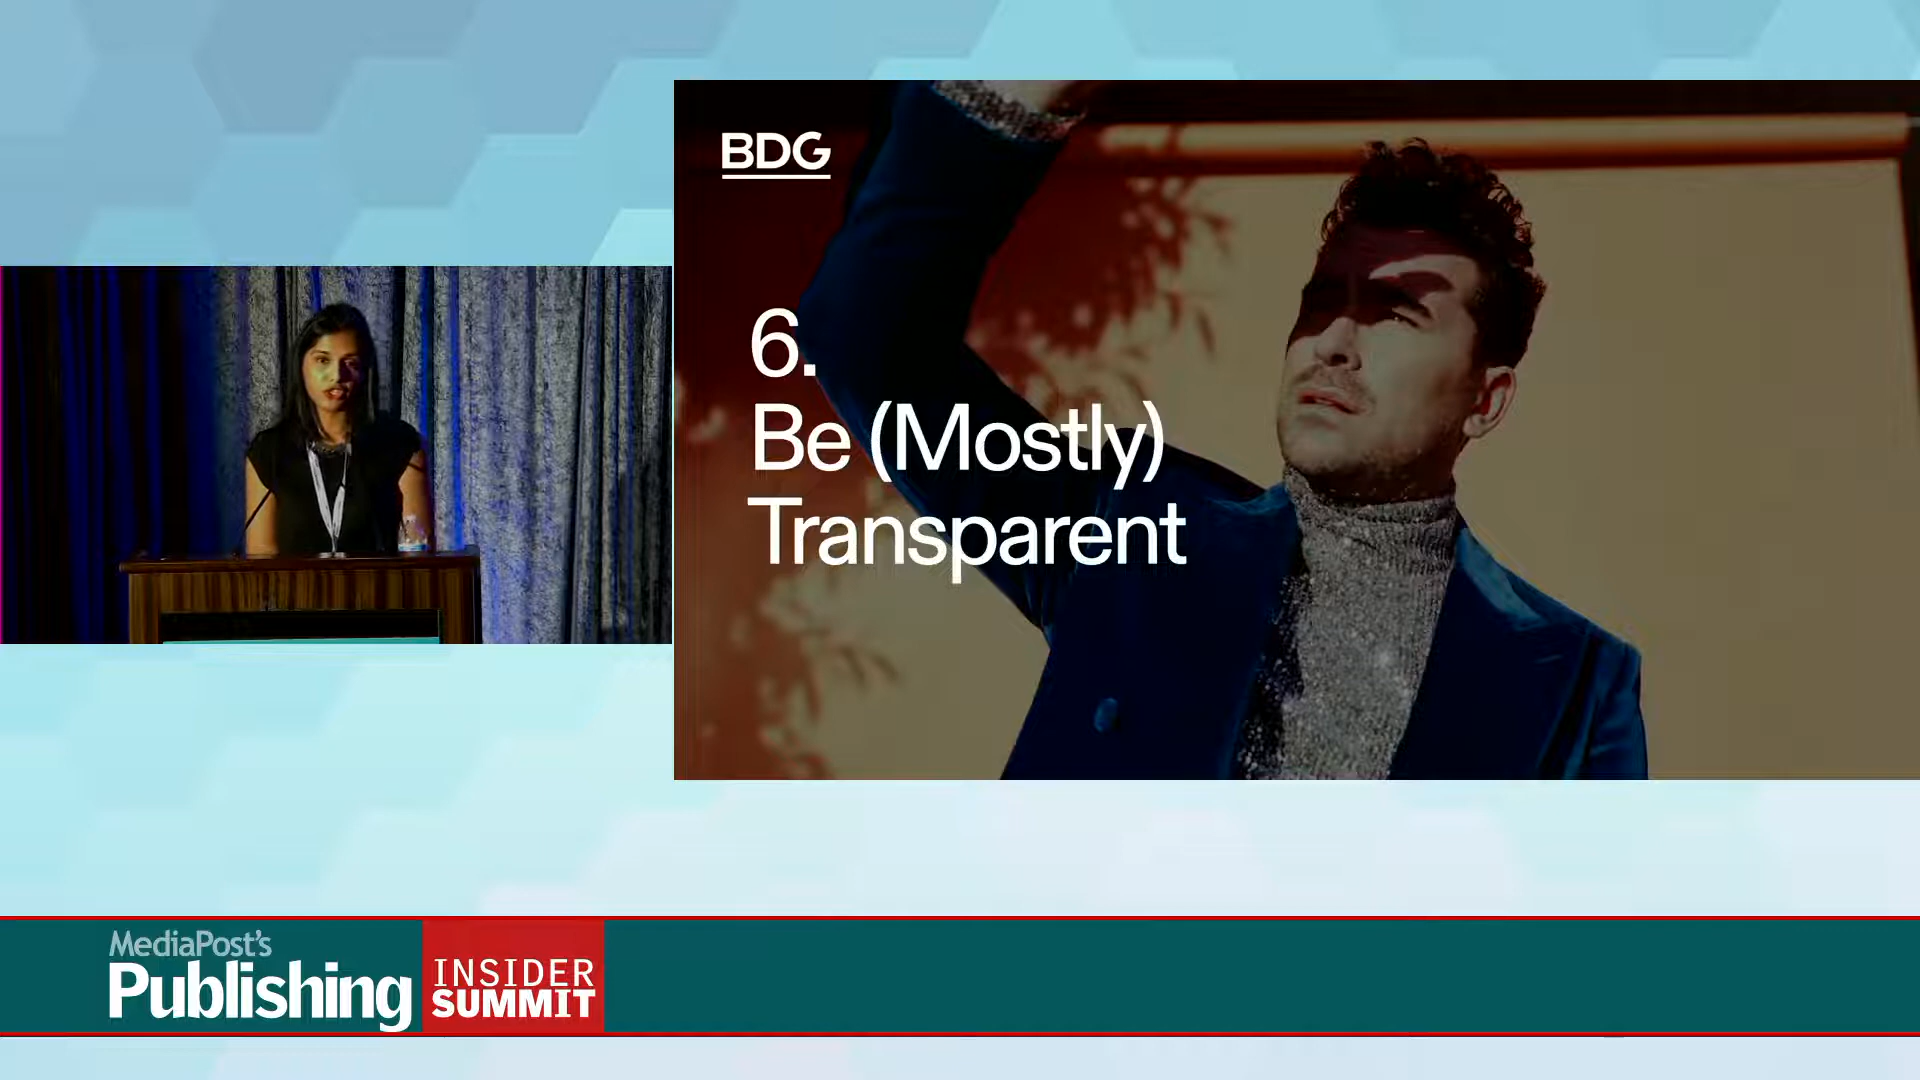 BDG
6.
Be (Mostly)
Transparent
MediaPost's
Publishing
INSIDER
SUMMIT